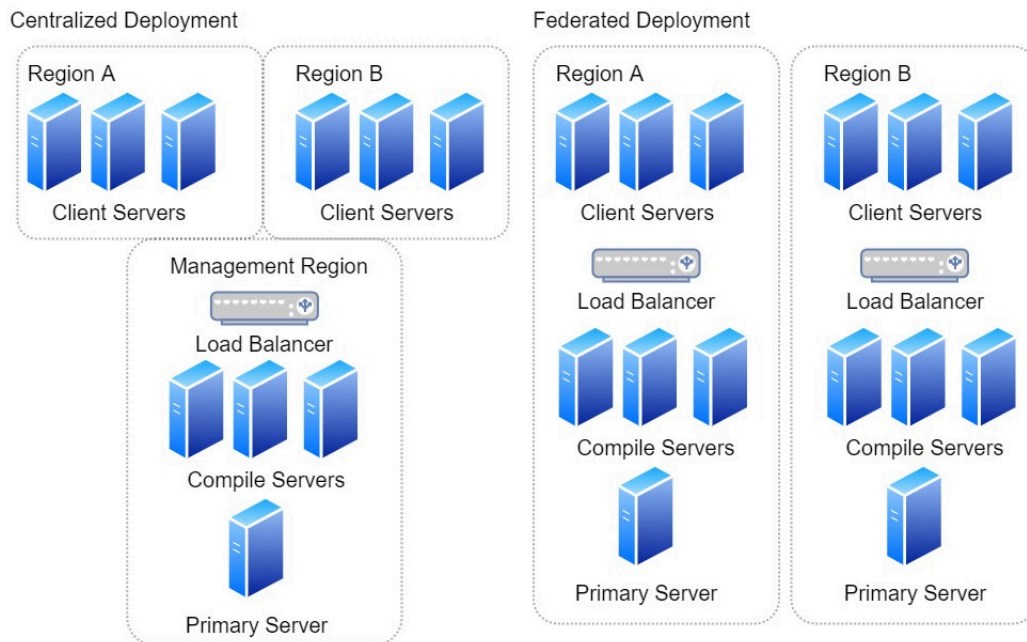 Centralized Deployment
Region A
Client Servers
Region B
Client Servers
Management Region
Load Balancer
Compile Servers
Primary Server
Federated Deployment
Region A
Client Servers
Load Balancer
Compile Servers
Primary Server
Region B
Client Servers
Load Balancer
Compile Servers
Primary Server